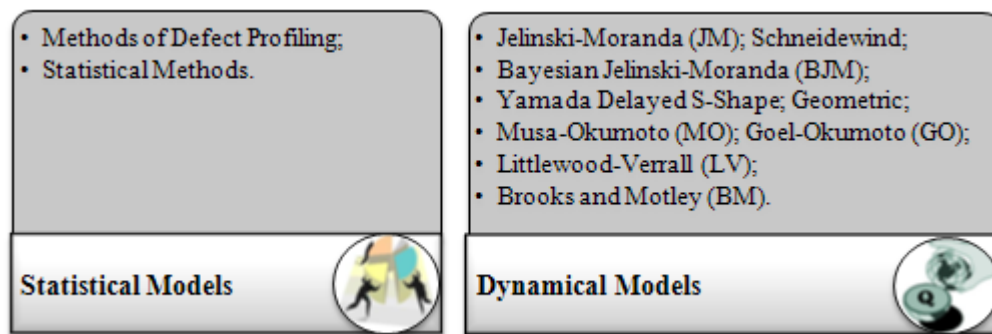 • Methods of Defect Profiling;
• Statistical Methods.
Statistical Models
• Jelinski-Moranda (JM); Schneidewind;
• Bayesian Jelinski-Moranda (BJM);
• Yamada Delayed S-Shape; Geometric;
• Musa-Okumoto (MO); Goel-Okumoto (GO);
• Littlewood-Verrall (LV);
• Brooks and Motley (BM).
Dynamical Models
Q